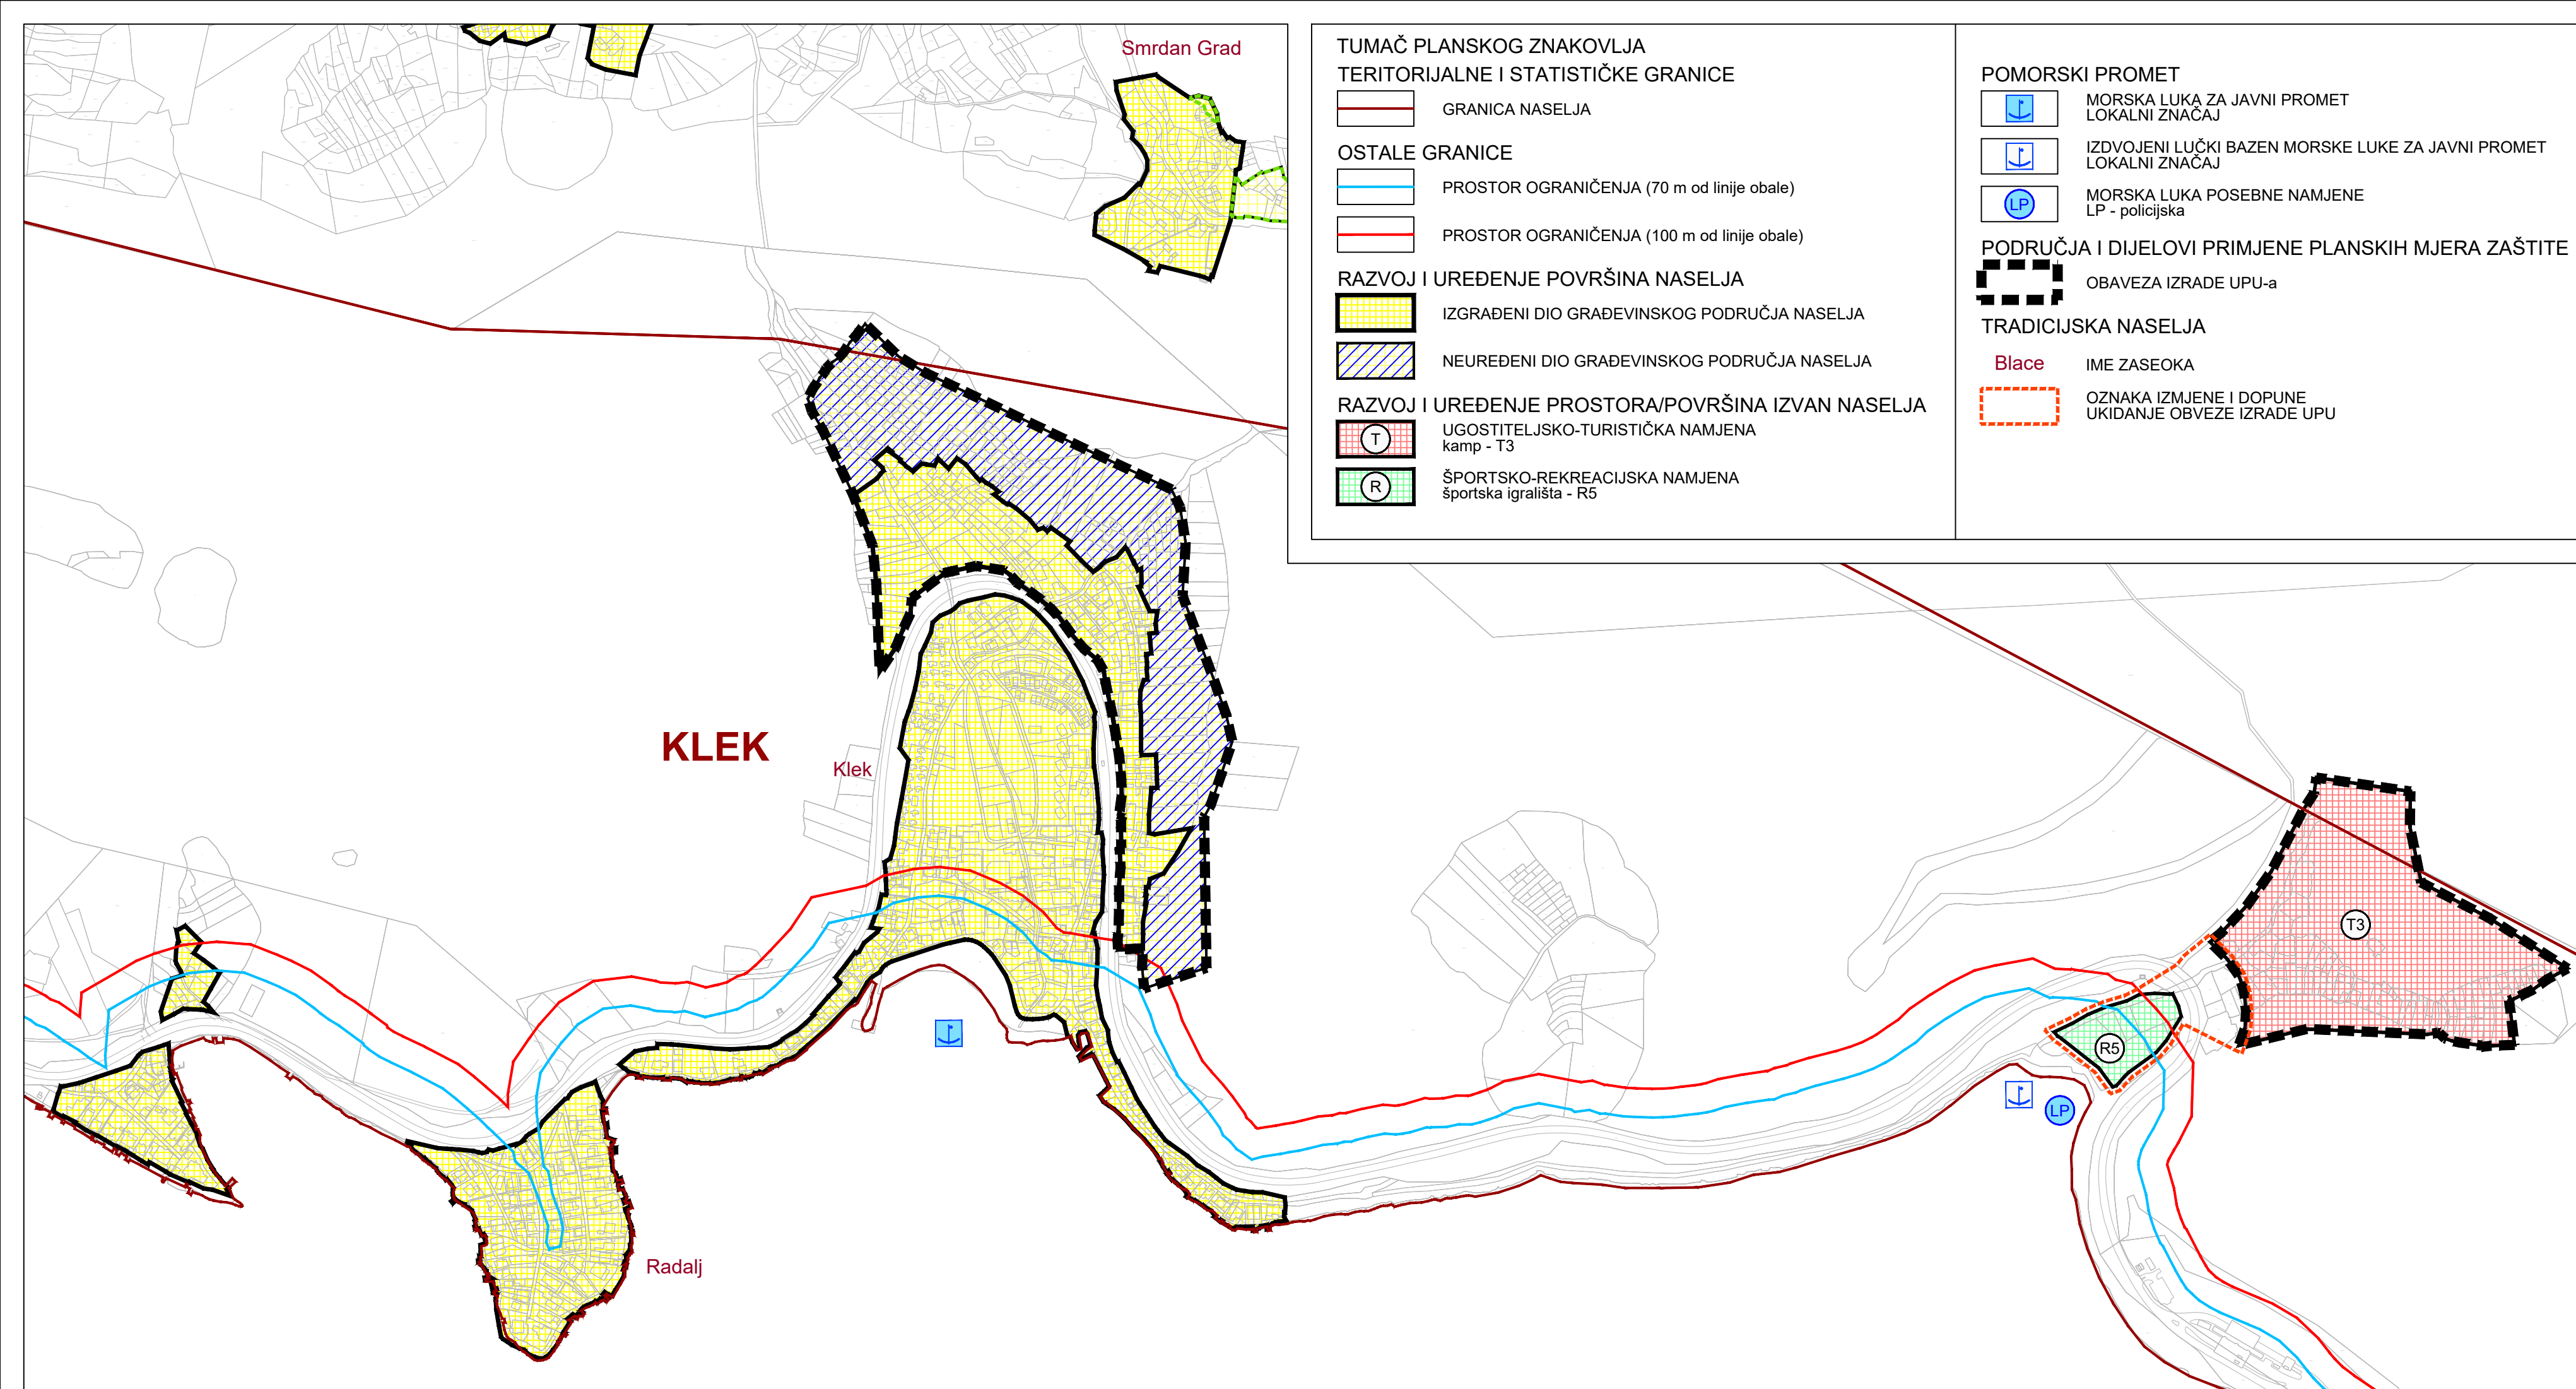 Smrdan Grad
KLEK
Klek
Radalj
T3
R5
LP
TUMAČ PLANSKOG ZNAKOVLJA
TERITORIJALNE I STATISTIČKE GRANICE
GRANICA NASELJA
OSTALE GRANICE
PROSTOR OGRANIČENJA (70 m od linije obale)
PROSTOR OGRANIČENJA (100 m od linije obale)
RAZVOJ I UREĐENJE POVRŠINA NASELJA
IZGRAĐENI DIO GRAĐEVINSKOG PODRUČJA NASELJA
NEUREĐENI DIO GRAĐEVINSKOG PODRUČJA NASELJA
RAZVOJ I UREĐENJE PROSTORA/POVRŠINA IZVAN NASELJA
T
UGOSTITELJSKO-TURISTIČKA NAMJENA
kamp - T3
R
ŠPORTSKO-REKREACIJSKA NAMJENA
športska igrališta - R5
POMORSKI PROMET
MORSKA LUKA ZA JAVNI PROMET
LOKALNI ZNAČAJ
IZDVOJENI LUČKI BAZEN MORSKE LUKE ZA JAVNI PROMET
LOKALNI ZNAČAJ
LP
MORSKA LUKA POSEBNE NAMJENE
LP - policijska
PODRUČJA I DIJELOVI PRIMJENE PLANSKIH MJERA ZAŠTITE
OBAVEZA IZRADE UPU-a
TRADICIJSKA NASELJA
Blace
IME ZASEOKA
OZNAKA IZMJENE I DOPUNE
UKIDANJE OBVEZE IZRADE UPU